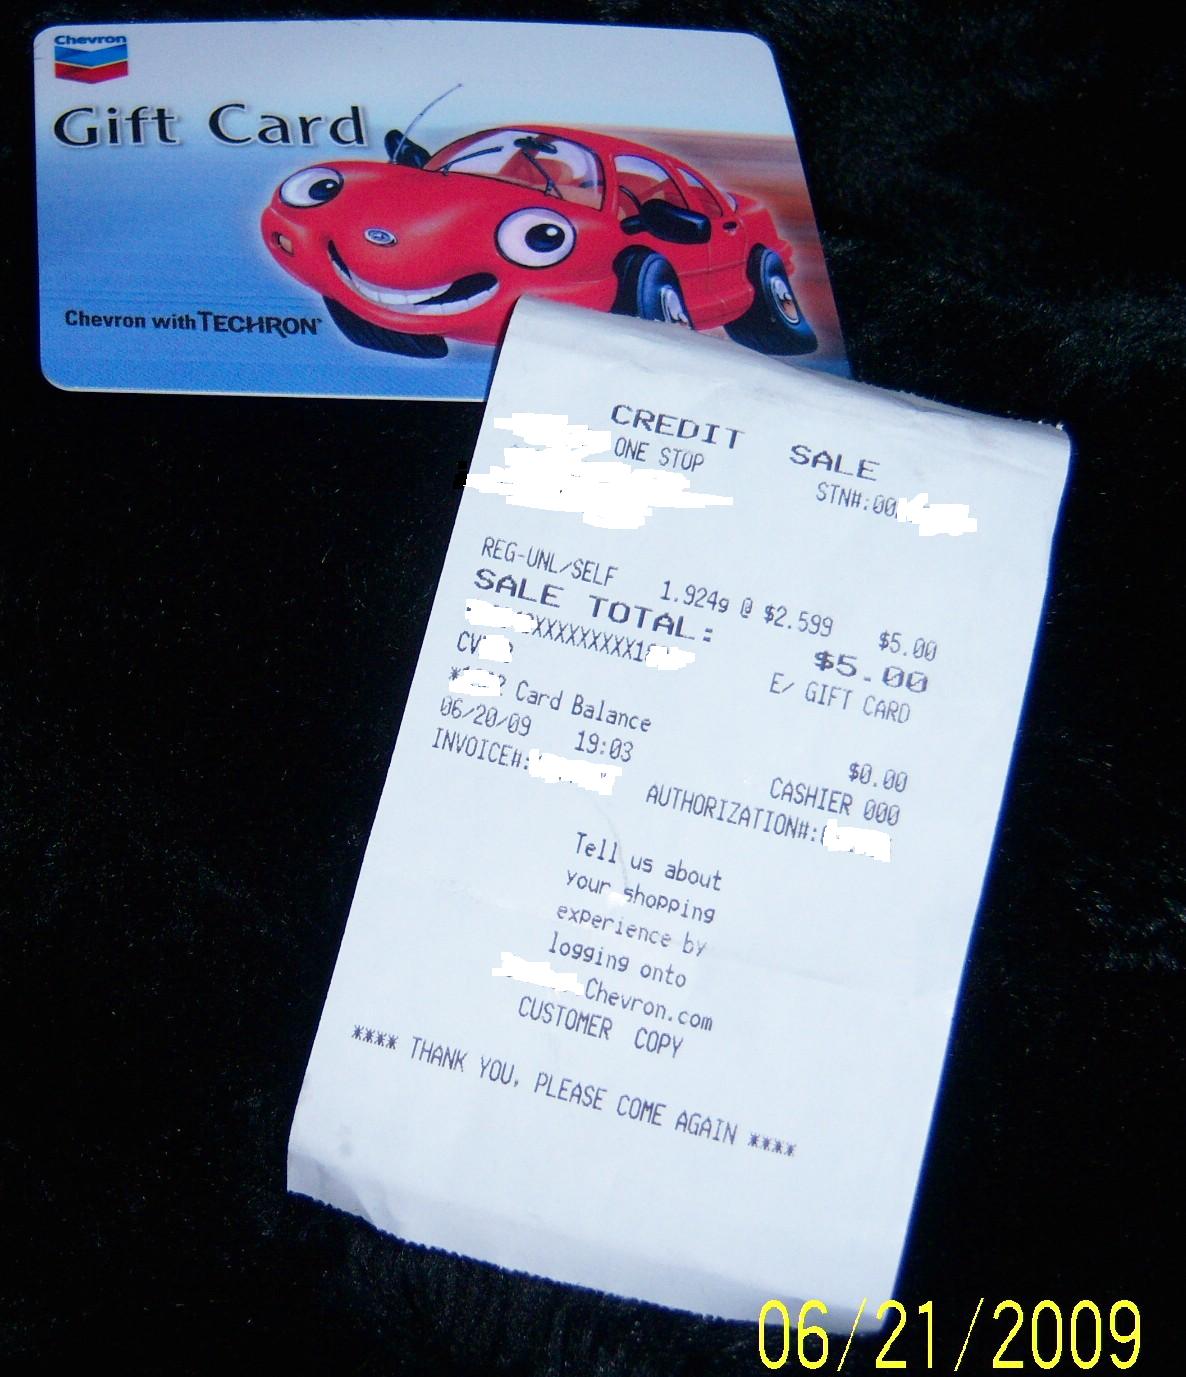 Chevron
Gift Card
Chevron with TECHRON™
CREDIT SALE
ONE STOP
STN#:00
REG-UNL/SELF 1.924g @ $2.599 $5.00
SALE TOTAL: $5.00
XXXXXXXXXX1 E/ GIFT CARD
CV
Card Balance $0.00
06/20/09 19:03 CASHIER 000
INVOICE#: AUTHORIZATION#:
Tell us about
your shopping
experience by
logging onto
Chevron.com
CUSTOMER COPY
**** THANK YOU, PLEASE COME AGAIN ****
06/21/2009